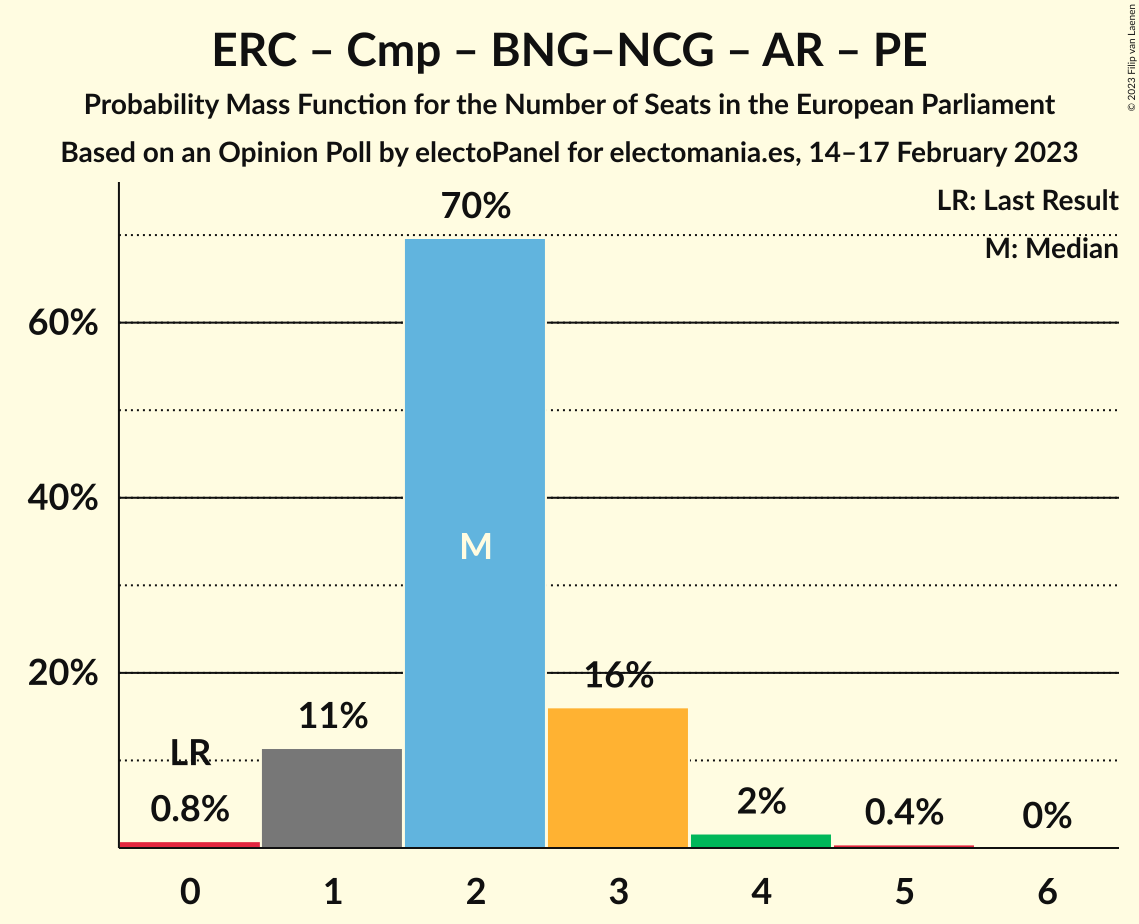 ERC – Cmp – BNG–NCG – AR – PE
Probability Mass Function for the Number of Seats in the European Parliament
Based on an Opinion Poll by electoPanel for electomania.es, 14–17 February 2023
© 2023 Filip van Laenen
LR: Last Result
M: Median
70%
60%
40%
20%
M
16%
11%
LR
0.8%
2%
0.4%
0%
0 1 2 3 4 5 6